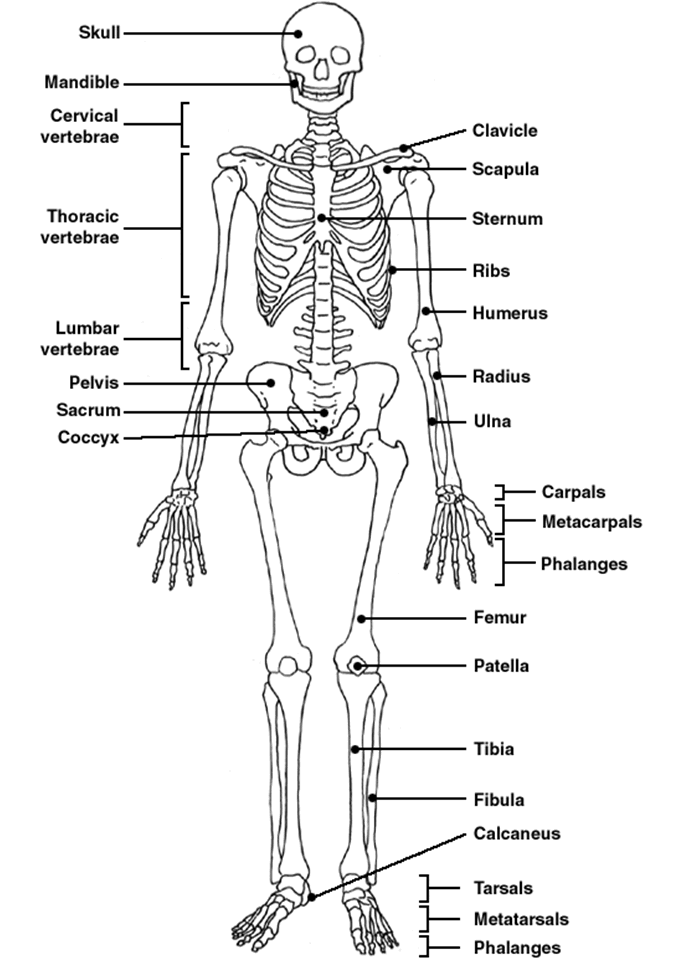 Skull
Mandible
Cervical
vertebrae
Thoracic
vertebrae
Lumbar
vertebrae
Pelvis
Sacrum
Coccyx
Clavicle
Scapula
Sternum
Ribs
Humerus
Radius
Ulna
Carpals
Metacarpals
Phalanges
Femur
Patella
Tibia
Fibula
Calcaneus
Tarsals
Metatarsals
Phalanges